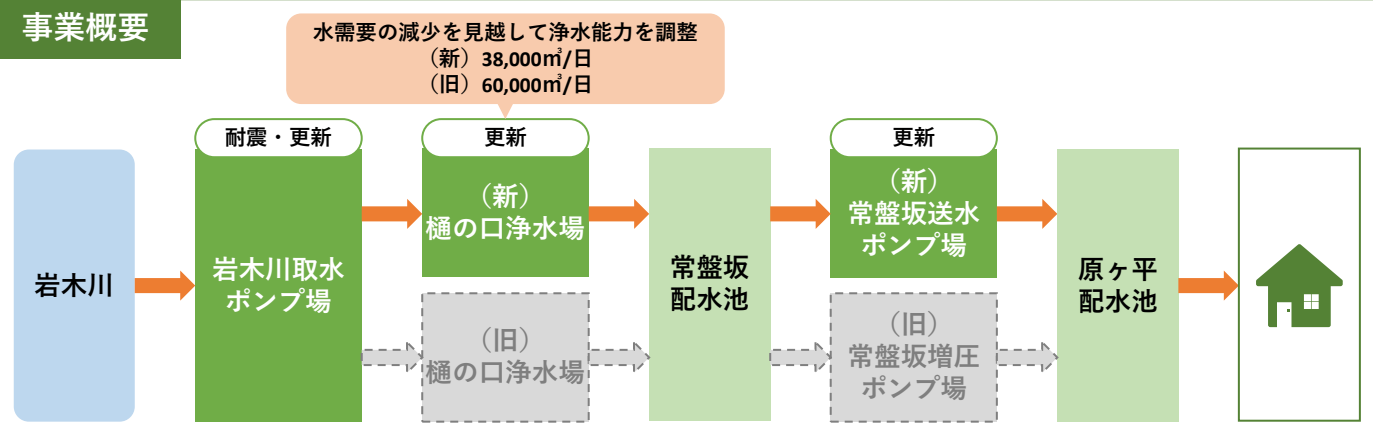 事業概要
水需要の減少を見越して浄水能力を調整
（新）38,000㎥/日
（旧）60,000㎥/日
岩木川
耐震・更新
岩木川取水
ポンプ場
更新
（新）
樋の口浄水場
（旧）
樋の口浄水場
常盤坂
配水池
更新
（新）
常盤坂送水
ポンプ場
（旧）
常盤坂増圧
ポンプ場
原ヶ平
配水池